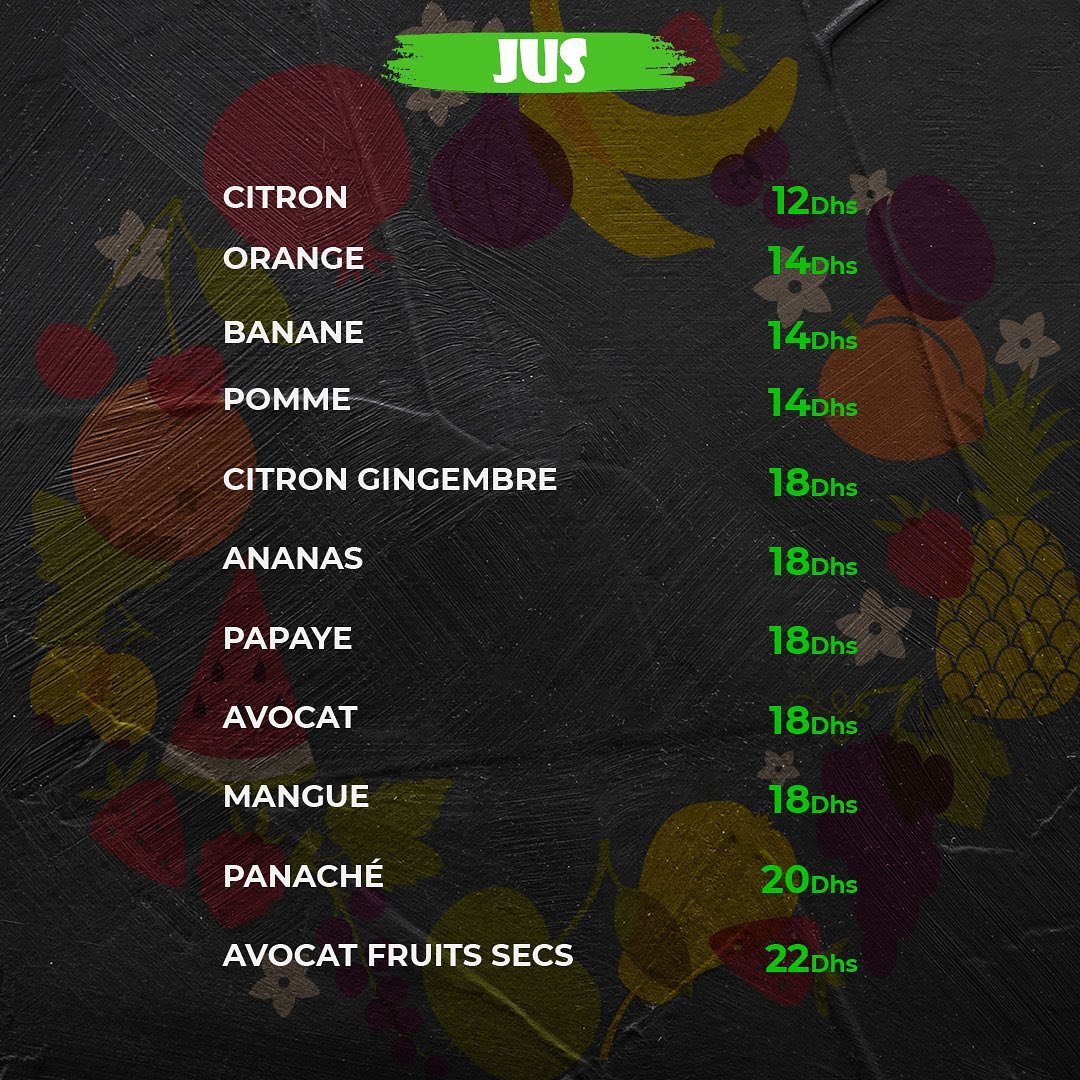 JUS
CITRON 12Dhs
ORANGE 14Dhs
BANANE 14Dhs
POMME 14Dhs
CITRON GINGEMBRE 18Dhs
ANANAS 18Dhs
PAPAYE 18Dhs
AVOCAT 18Dhs
MANGUE 18Dhs
PANACHÉ 20Dhs
AVOCAT FRUITS SECS 22Dhs